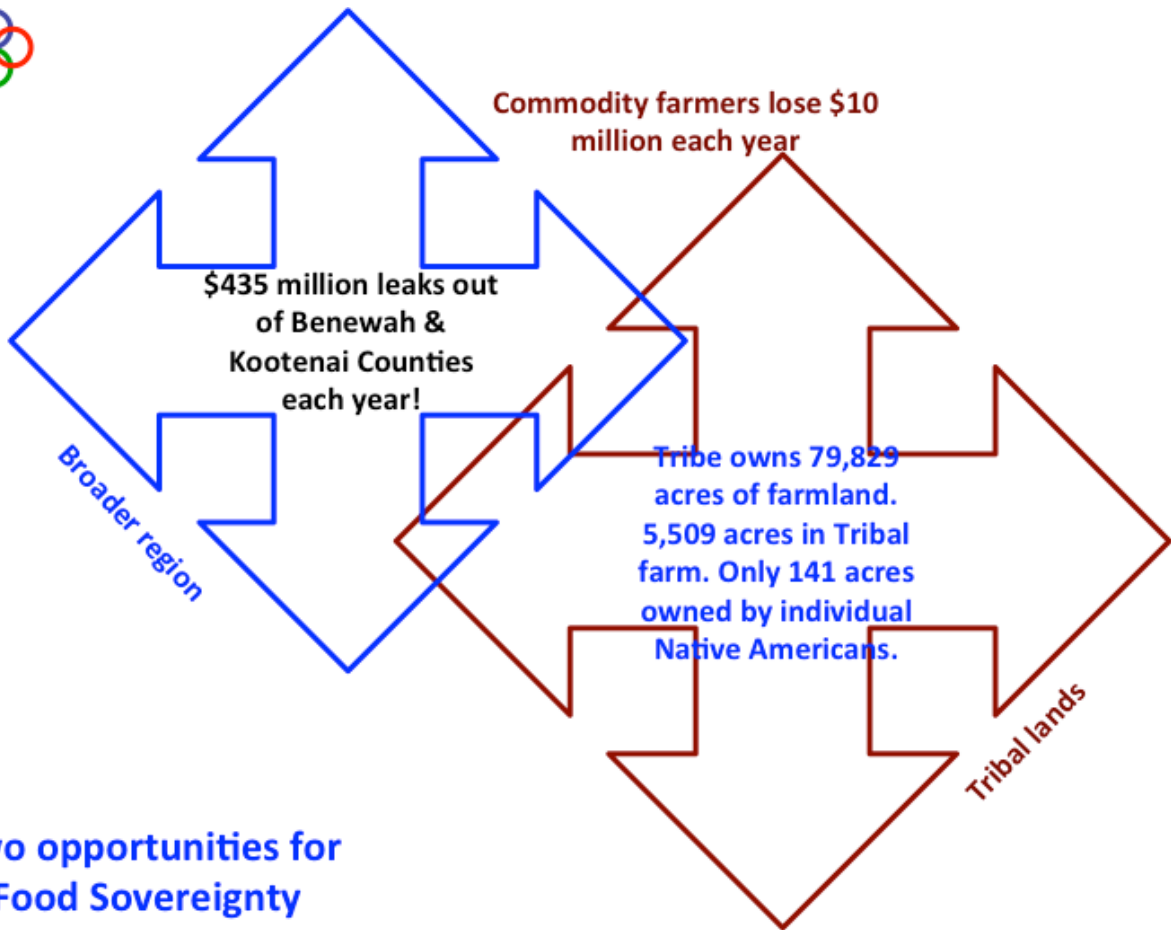 Commodity farmers lose $10
million each year
$435 million leaks out
of Benewah &
Kootenai Counties
each year!
Broader region
Tribe owns 79,829
acres of farmland.
5,509 acres in Tribal
farm. Only 141 acres
owned by individual
Native Americans.
Tribal lands
opportunities for
Food Sovereignty